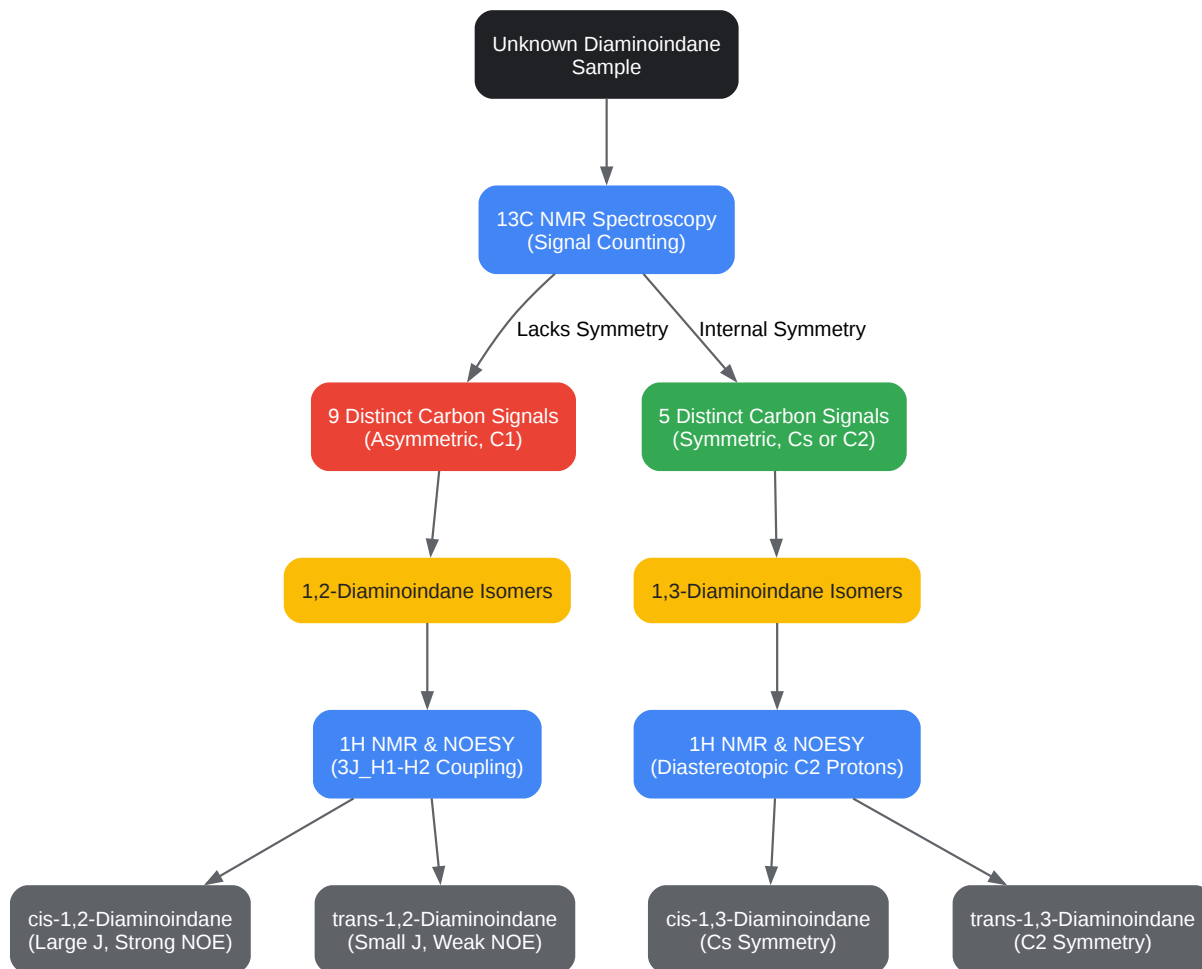 Unknown Diaminoindane
Sample
13C NMR Spectroscopy
(Signal Counting)
Lacks Symmetry
Internal Symmetry
9 Distinct Carbon Signals
(Asymmetric, C1)
5 Distinct Carbon Signals
(Symmetric, Cs or C2)
1,2-Diaminoindane Isomers
1,3-Diaminoindane Isomers
1H NMR & NOESY
(3J_H1-H2 Coupling)
1H NMR & NOESY
(Diastereotopic C2 Protons)
cis-1,2-Diaminoindane
(Large J, Strong NOE)
trans-1,2-Diaminoindane
(Small J, Weak NOE)
cis-1,3-Diaminoindane
(Cs Symmetry)
trans-1,3-Diaminoindane
(C2 Symmetry)